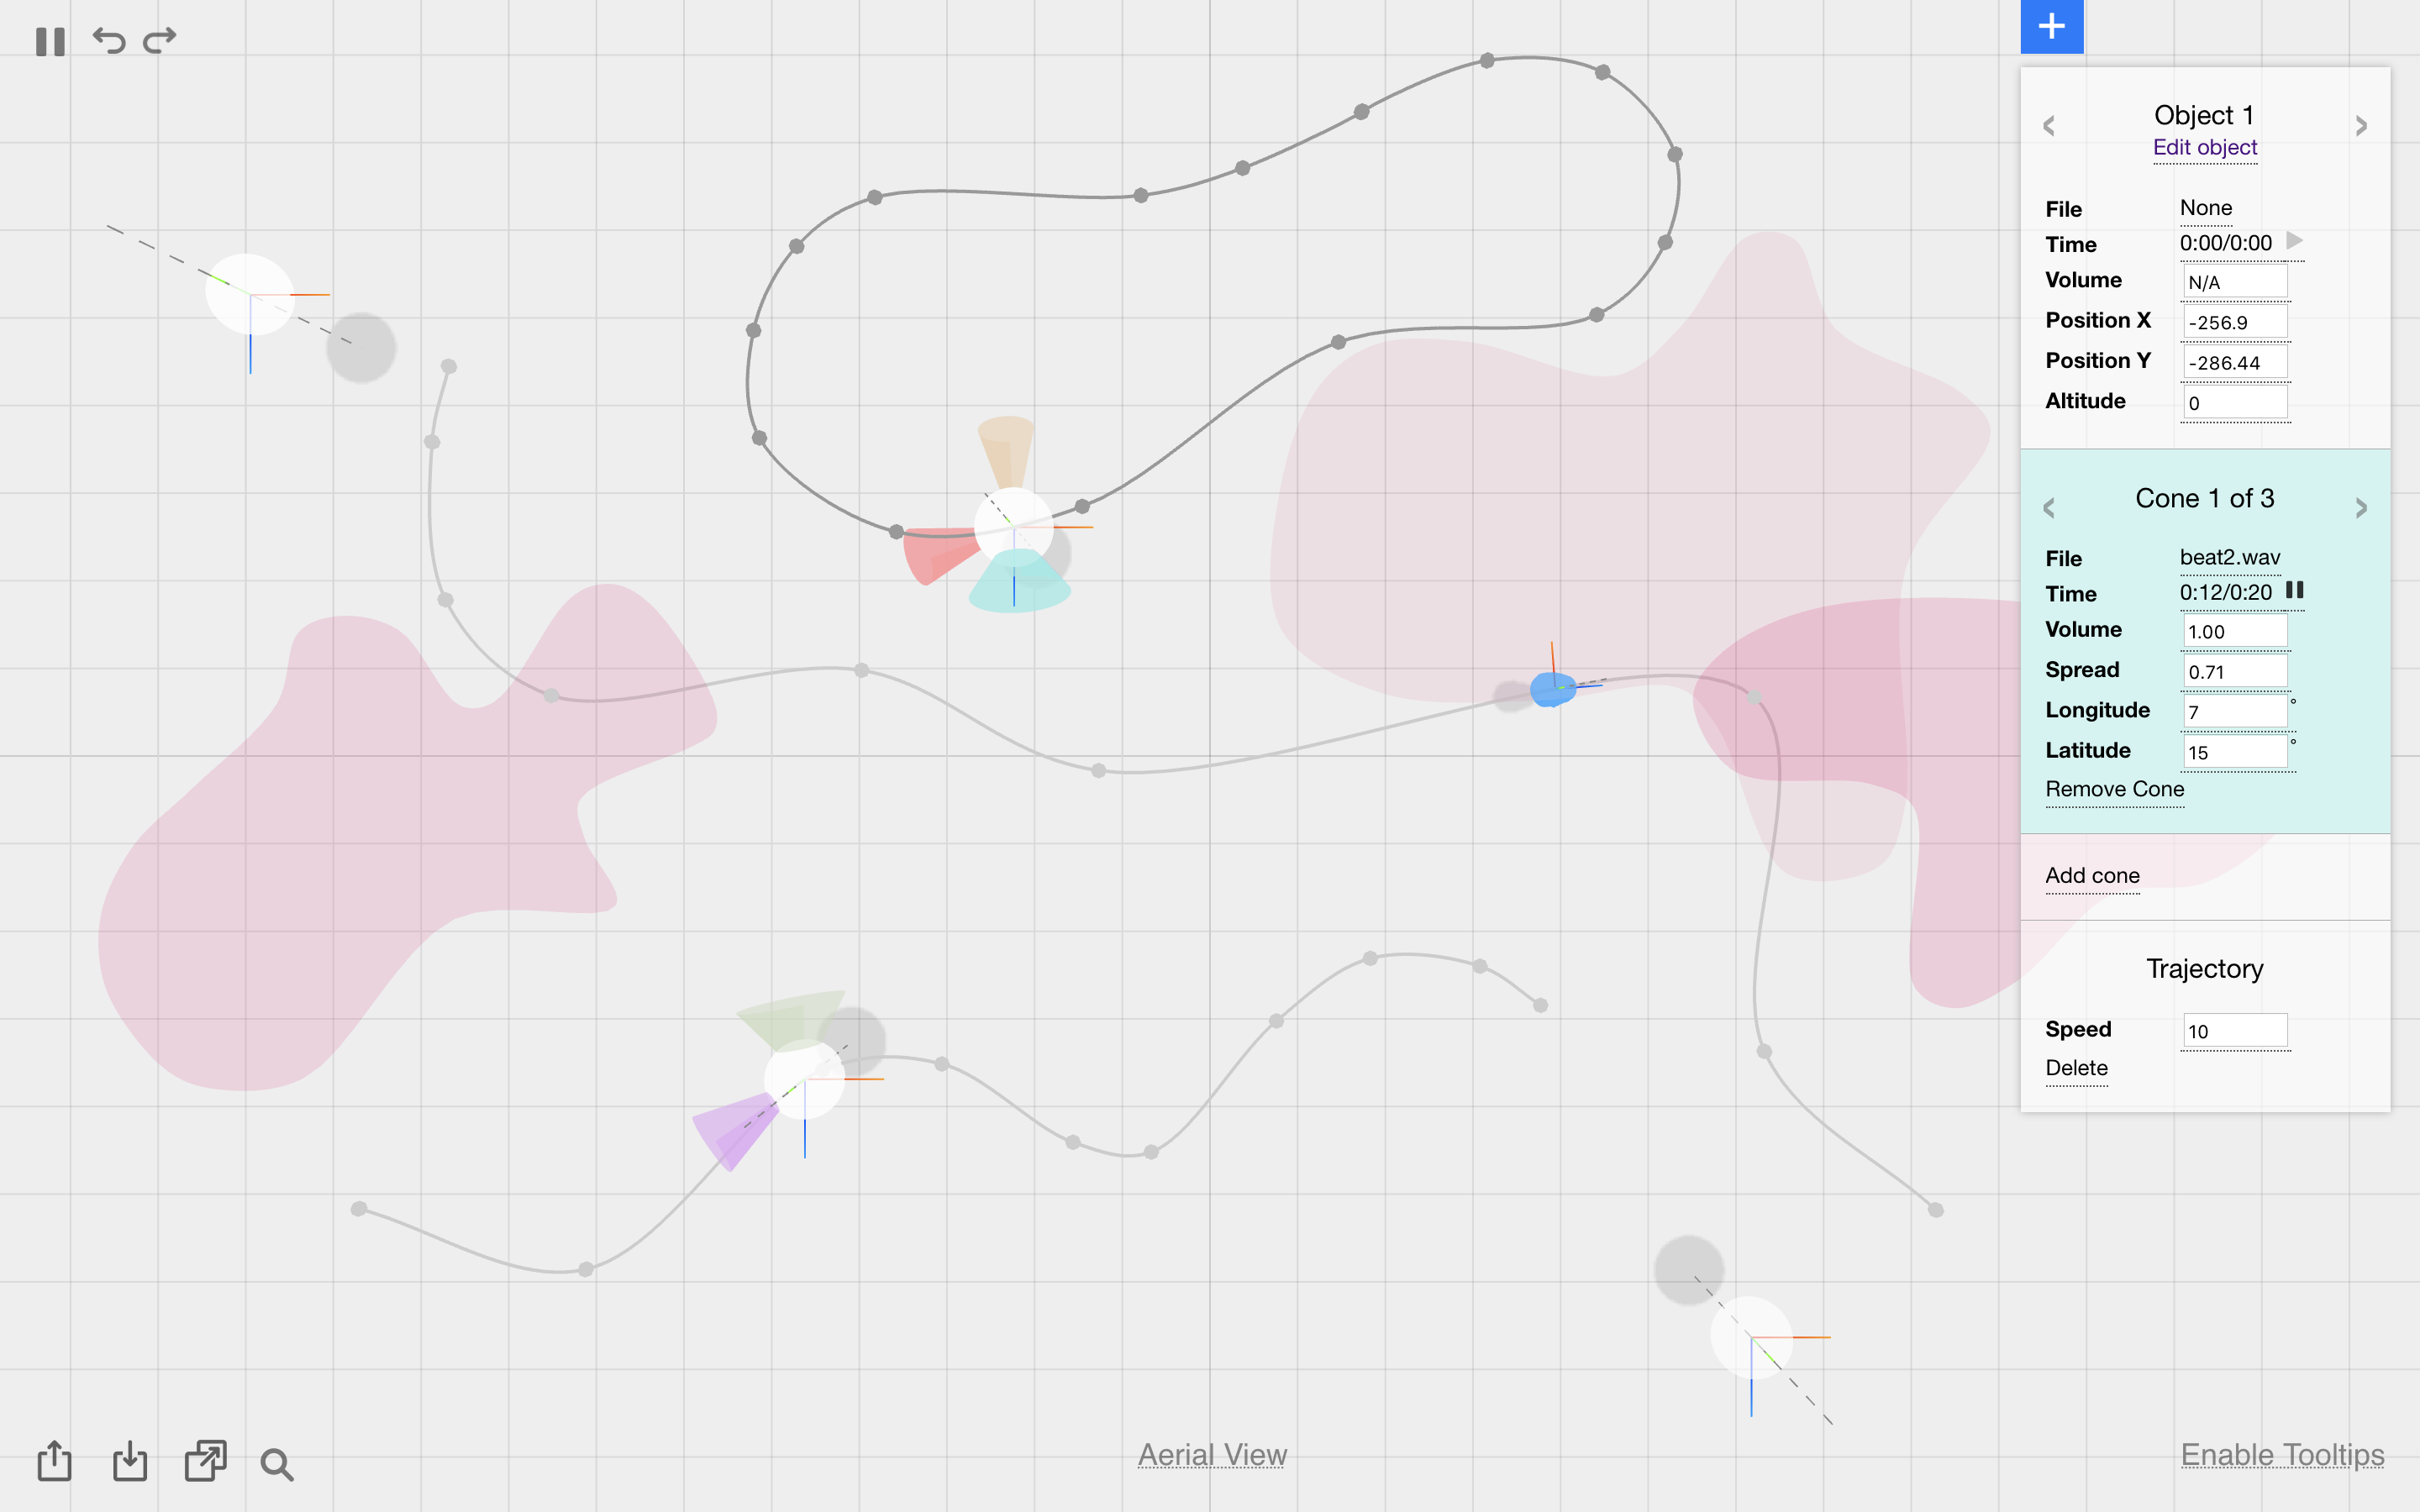 Object 1
Edit object
File None
Time 0:00/0:00
Volume N/A
Position X -256.9
Position Y -286.44
Altitude 0
Cone 1 of 3
File beat2.wav
Time 0:12/0:20
Volume 1.00
Spread 0.71
Longitude 7 °
Latitude 15 °
Remove Cone
Add cone
Trajectory
Speed 10
Delete
Aerial View
Enable Tooltips